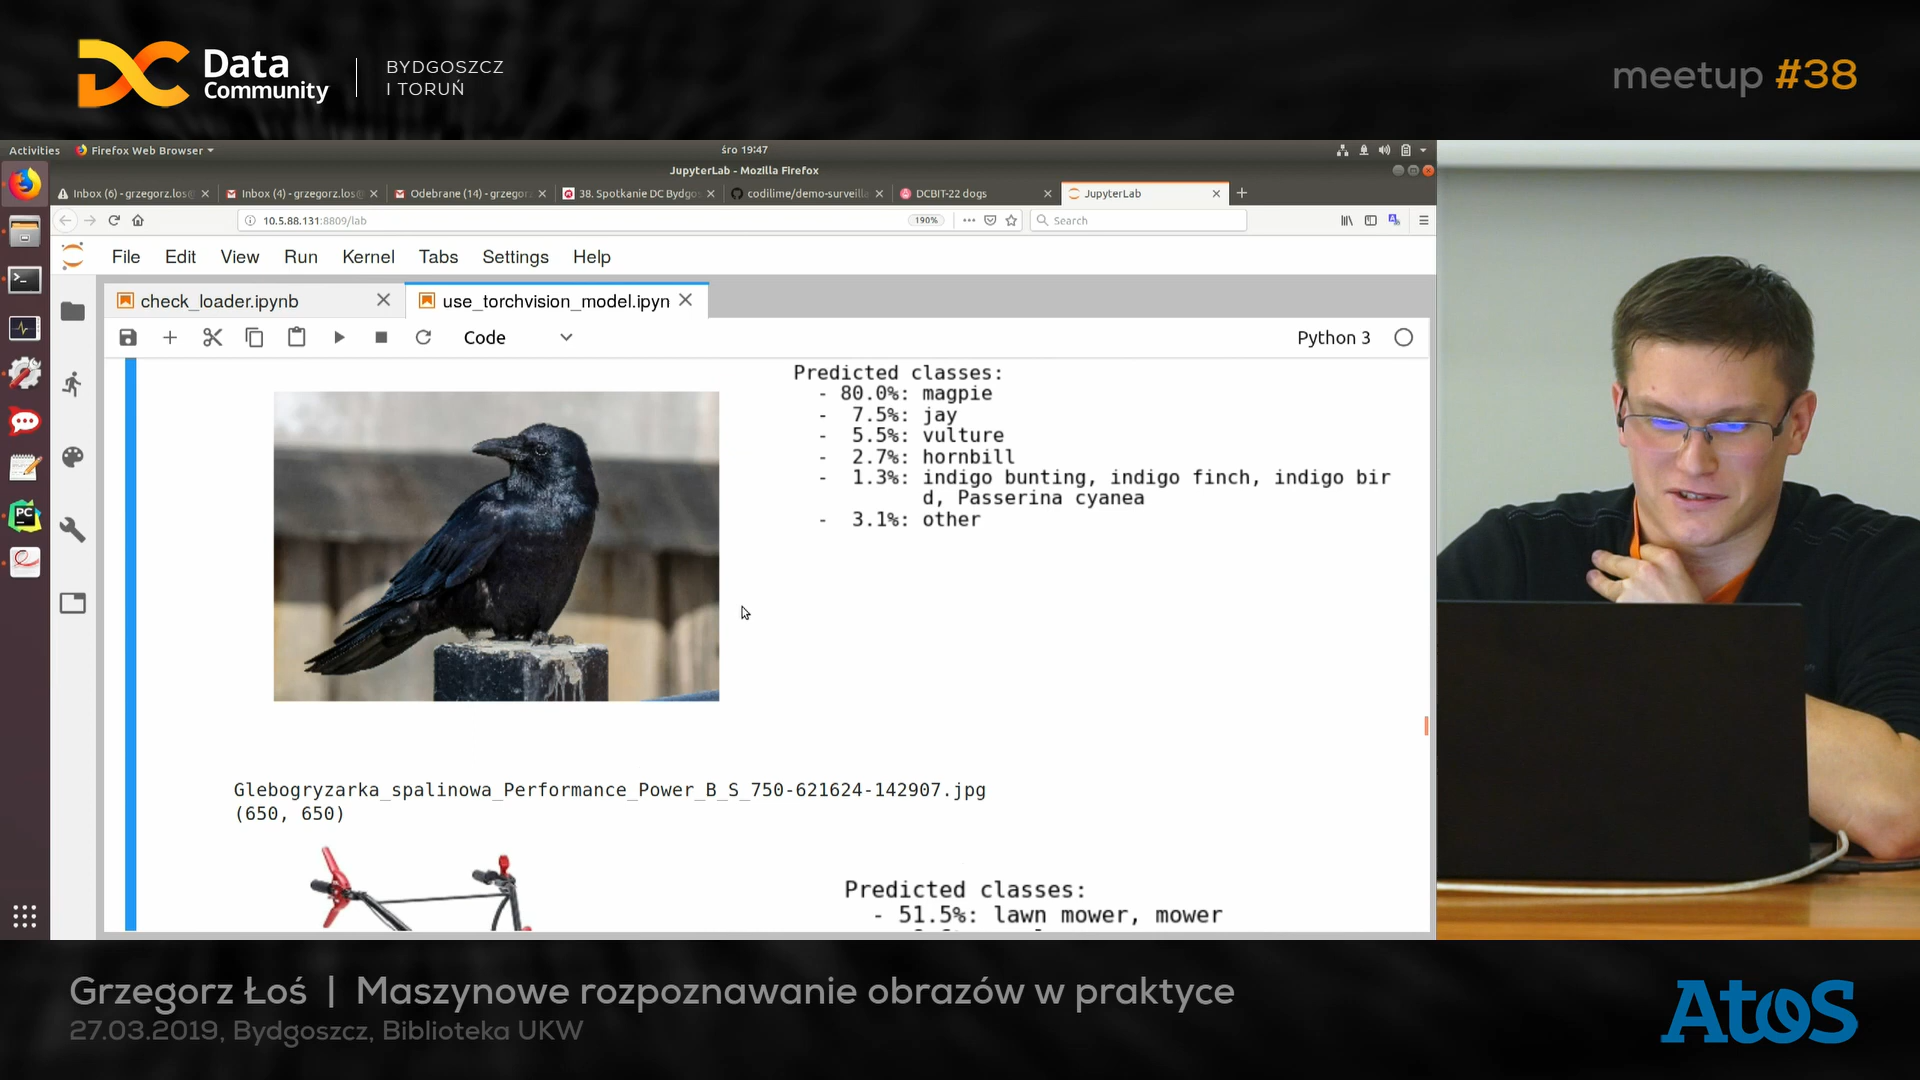 Data
Community
BYDGOSZCZ
I TORUŃ
meetup #38
Activities
Firefox Web Browser
śro 19:47
JupyterLab - Mozilla Firefox
Inbox (6) - grzegorz.los@
Inbox (4) - grzegorz.los@
Odebrane (14) - grzegor
38. Spotkanie DC Bydgo
codilime/demo-surveill
DCBIT-22 dogs
JupyterLab
10.5.88.131:8809/lab
190%
Search
File Edit View Run Kernel Tabs Settings Help
check_loader.ipynb
use_torchvision_model.ipyn
Code
Python 3
Predicted classes:
- 80.0%: magpie
- 7.5%: jay
- 5.5%: vulture
- 2.7%: hornbill
- 1.3%: indigo bunting, indigo finch, indigo bir
d, Passerina cyanea
- 3.1%: other
Glebogryzarka_spalinowa_Performance_Power_B_S_750-621624-142907.jpg
(650, 650)
Predicted classes:
- 51.5%: lawn mower, mower
Grzegorz Łoś | Maszynowe rozpoznawanie obrazów w praktyce
27.03.2019, Bydgoszcz, Biblioteka UKW
Atos